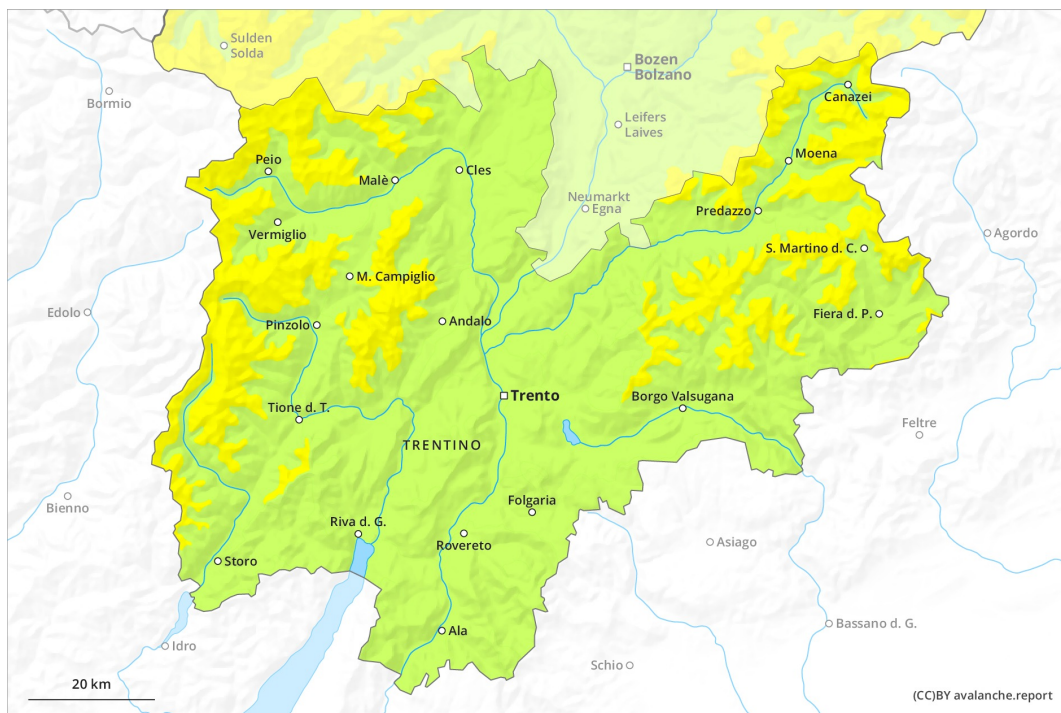 Sulden
Solda
Bozen
Bolzano
Bormio
Canazei
Leifers
Laives
Moena
Peio
Malè
Cles
Neumarkt
Egna
Predazzo
Vermiglio
Agordo
S. Martino d. C.
M. Campiglio
Edolo
Pinzolo
Andalo
Fiera d. P.
Trento
Borgo Valsugana
Tione d. T.
Feltre
TRENTINO
Bienno
Folgaria
Riva d. G.
Rovereto
Asiago
Storo
Bassano d. G.
Ala
Idro
Schio
20 km
(CC)BY avalanche.report